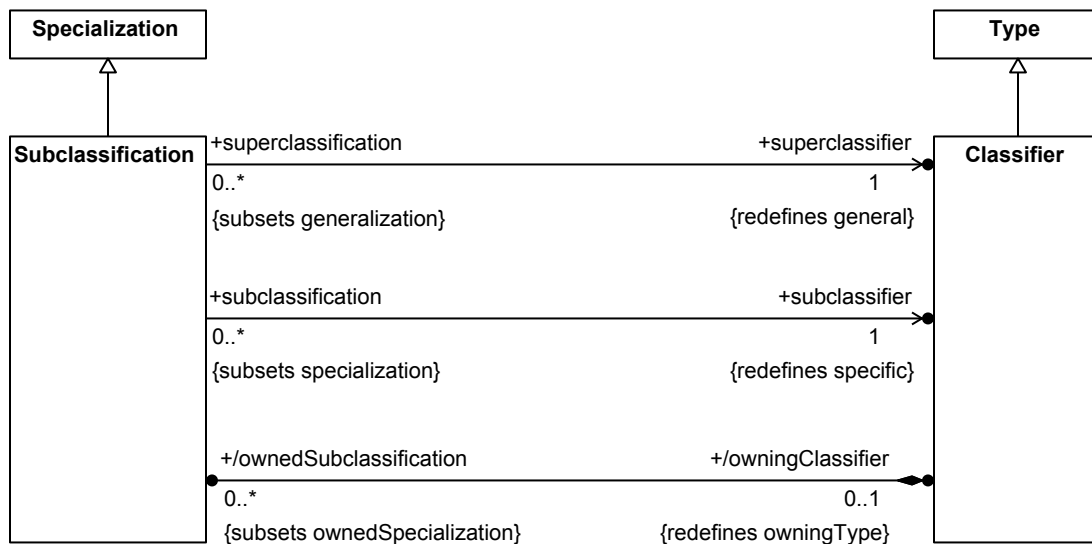 Specialization
Type
Subclassification
Classifier
+superclassification
+superclassifier
0..*
1
{subsets generalization}
{redefines general}
+subclassification
+subclassifier
0..*
1
{subsets specialization}
{redefines specific}
+/ownedSubclassification
+/owningClassifier
0..*
0..1
{subsets ownedSpecialization}
{redefines owningType}